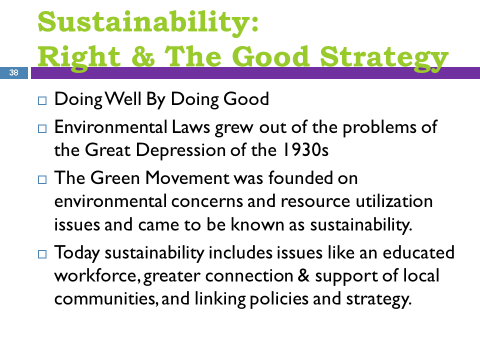 Sustainability:
Right & The Good Strategy
38
□ Doing Well By Doing Good
□ Environmental Laws grew out of the problems of
the Great Depression of the 1930s
□ The Green Movement was founded on
environmental concerns and resource utilization
issues and came to be known as sustainability.
□ Today sustainability includes issues like an educated
workforce, greater connection & support of local
communities, and linking policies and strategy.